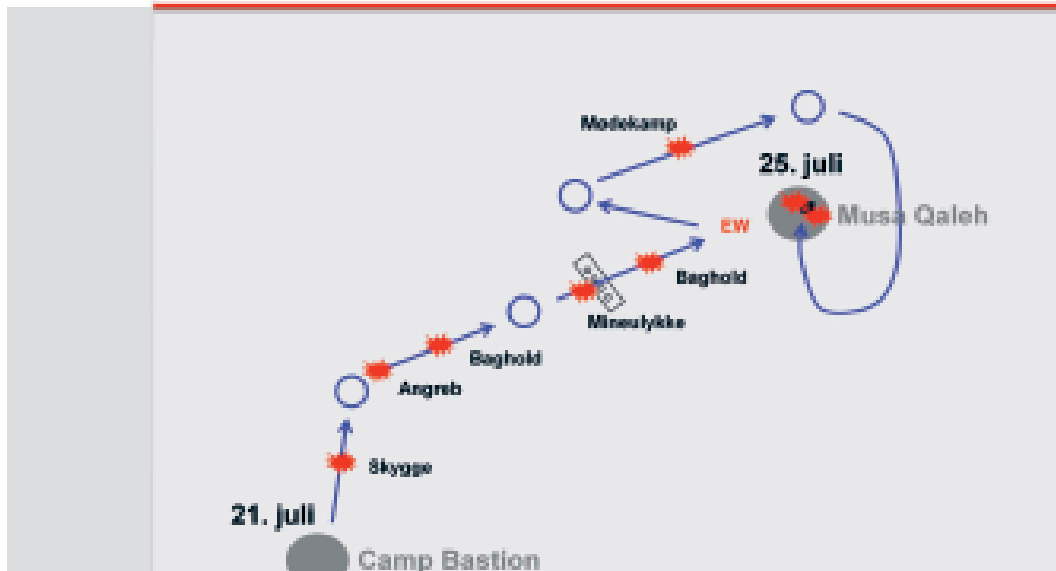 Mødekamp
25. juli
Musa Qaleh
EW
Baghold
Mineulykke
Baghold
Angreb
Skygge
21. juli
Camp Bastion